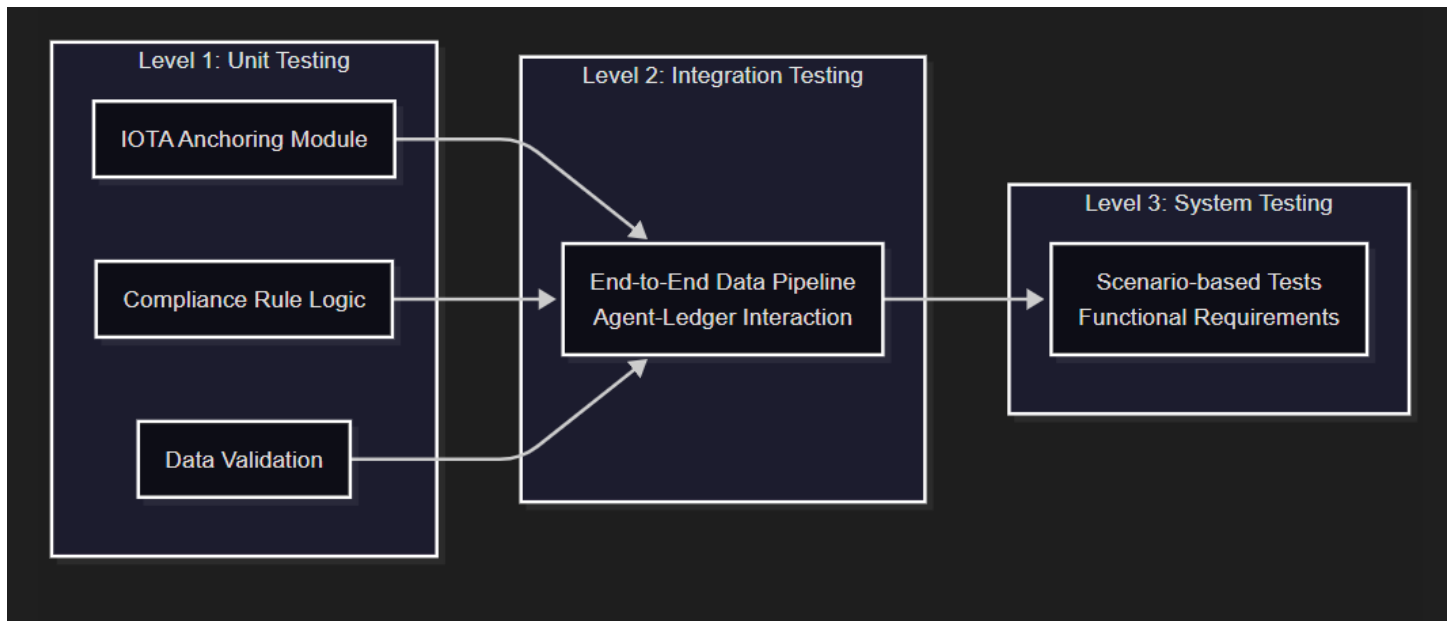 Level 1: Unit Testing
IOTA Anchoring Module
Compliance Rule Logic
Data Validation
Level 2: Integration Testing
End-to-End Data Pipeline
Agent-Ledger Interaction
Level 3: System Testing
Scenario-based Tests
Functional Requirements